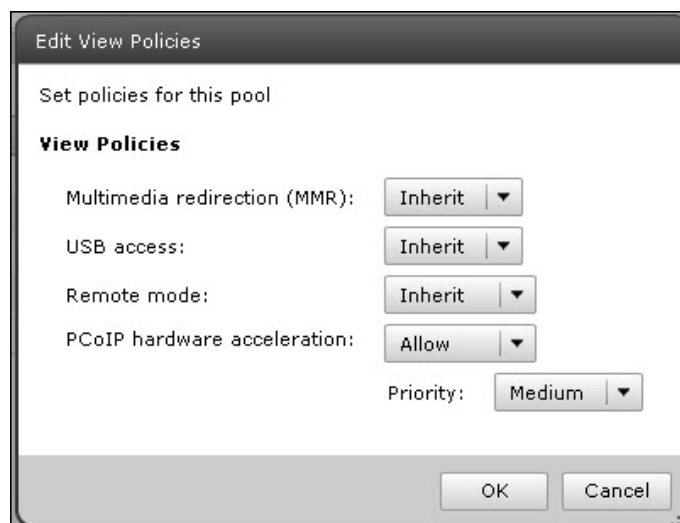 Edit View Policies
Set policies for this pool
View Policies
Multimedia redirection (MMR): Inherit
USB access: Inherit
Remote mode: Inherit
PCoIP hardware acceleration: Allow
Priority: Medium
OK Cancel